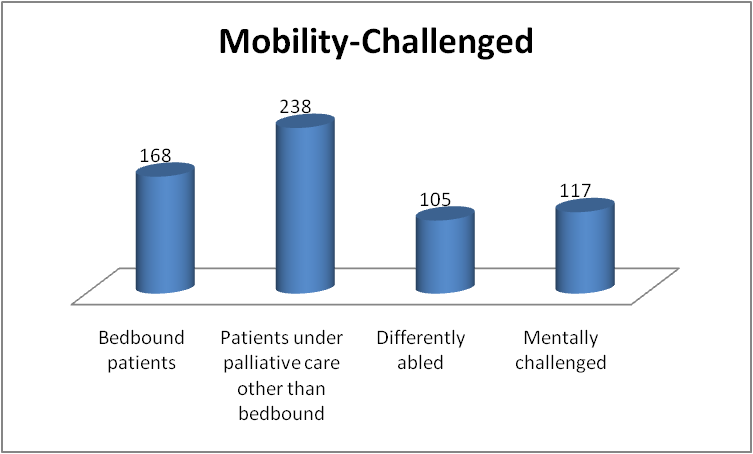 Mobility-Challenged
168
238
105
117
Bedbound
patients
Patients under
palliative care
other than
bedbound
Differently
abled
Mentally
challenged